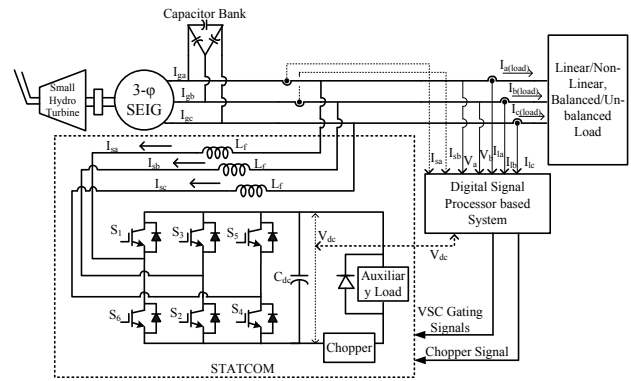 Capacitor Bank
Small
Hydro
Turbine
3-φ
SEIG
Iga
Igb
Igc
Ia(load)
Ib(load)
Ic(load)
Linear/Non-
Linear,
Balanced/Un-
balanced
Load
Isa
Isb
Isc
Lf
Lf
Lf
Isa
Isb
Va
Vb
Ila
Ilb
Ilc
Digital Signal
Processor based
System
S1
S3
S5
S6
S2
S4
Cdc
Vdc
Vdc
Auxiliar
y Load
Chopper
VSC Gating
Signals
Chopper Signal
STATCOM